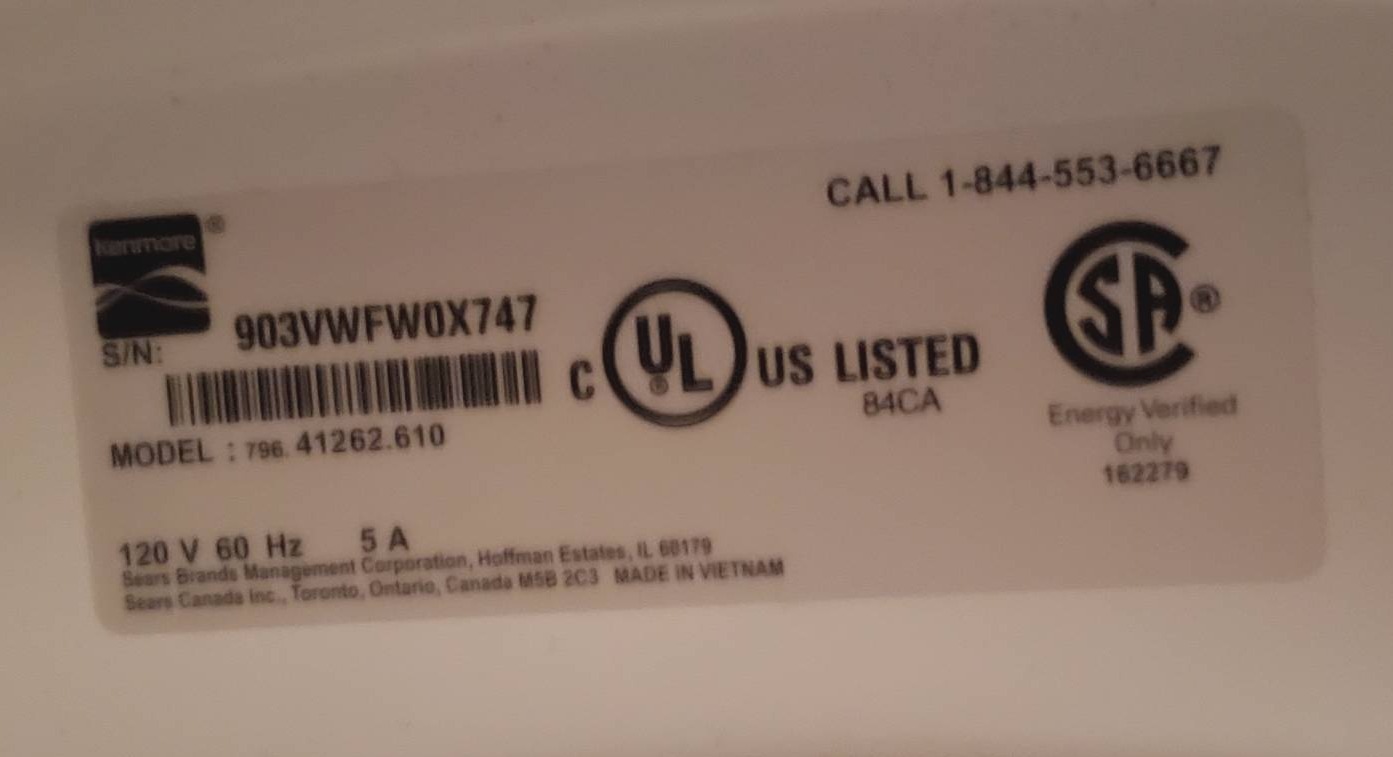 CALL 1-844-553-6667
Kenmore ®
903VWFW0X747
S/N:
C UL ® US LISTED
84CA
SA ®
Energy Verified
Only
162279
MODEL : 796. 41262.610
120 V 60 Hz 5 A
Sears Brands Management Corporation, Hoffman Estates, IL 60179
Sears Canada Inc., Toronto, Ontario, Canada M5B 2C3 MADE IN VIETNAM